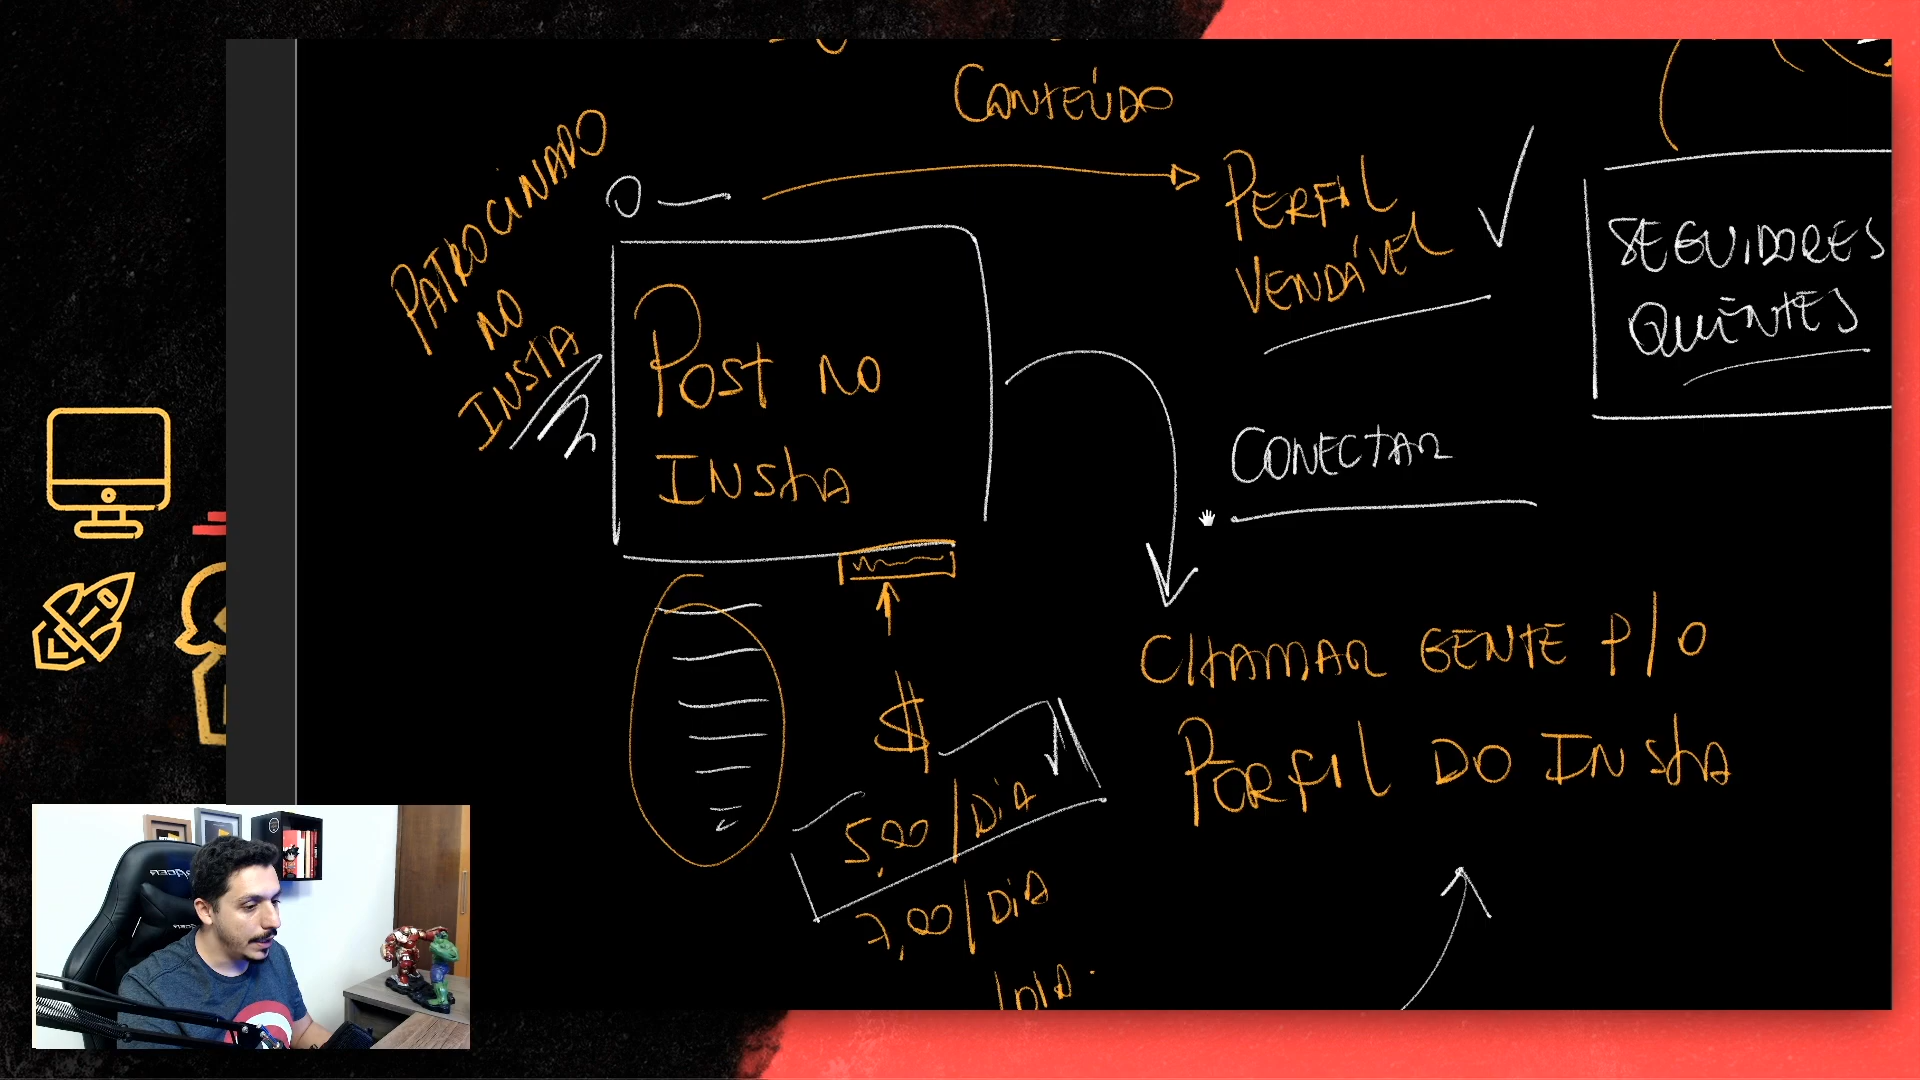 CONTEÚDO
PATROCINADO
NO
INSTA
PERFIL
VENDÁVEL
SEGUIDORES
QUENTES
POST NO
INSTA
CONECTAR
CHAMAR GENTE P/O
PERFIL DO INSTA
$
5,00/DIA
7,00/DIA
/DIA